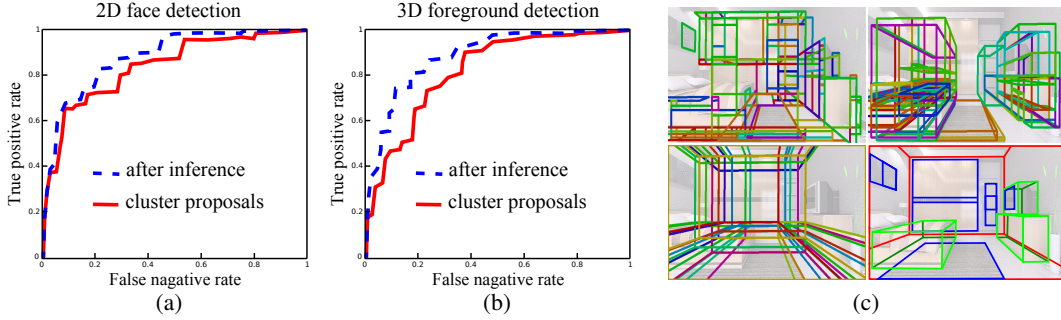 2D face detection
True positive rate
1
0.8
0.6
0.4
0.2
0
0 0.2 0.4 0.6 0.8 1
after inference
cluster proposals
False nagative rate
(a)
3D foreground detection
True positive rate
1
0.8
0.6
0.4
0.2
0
0 0.2 0.4 0.6 0.8 1
after inference
cluster proposals
False nagative rate
(b)
(c)